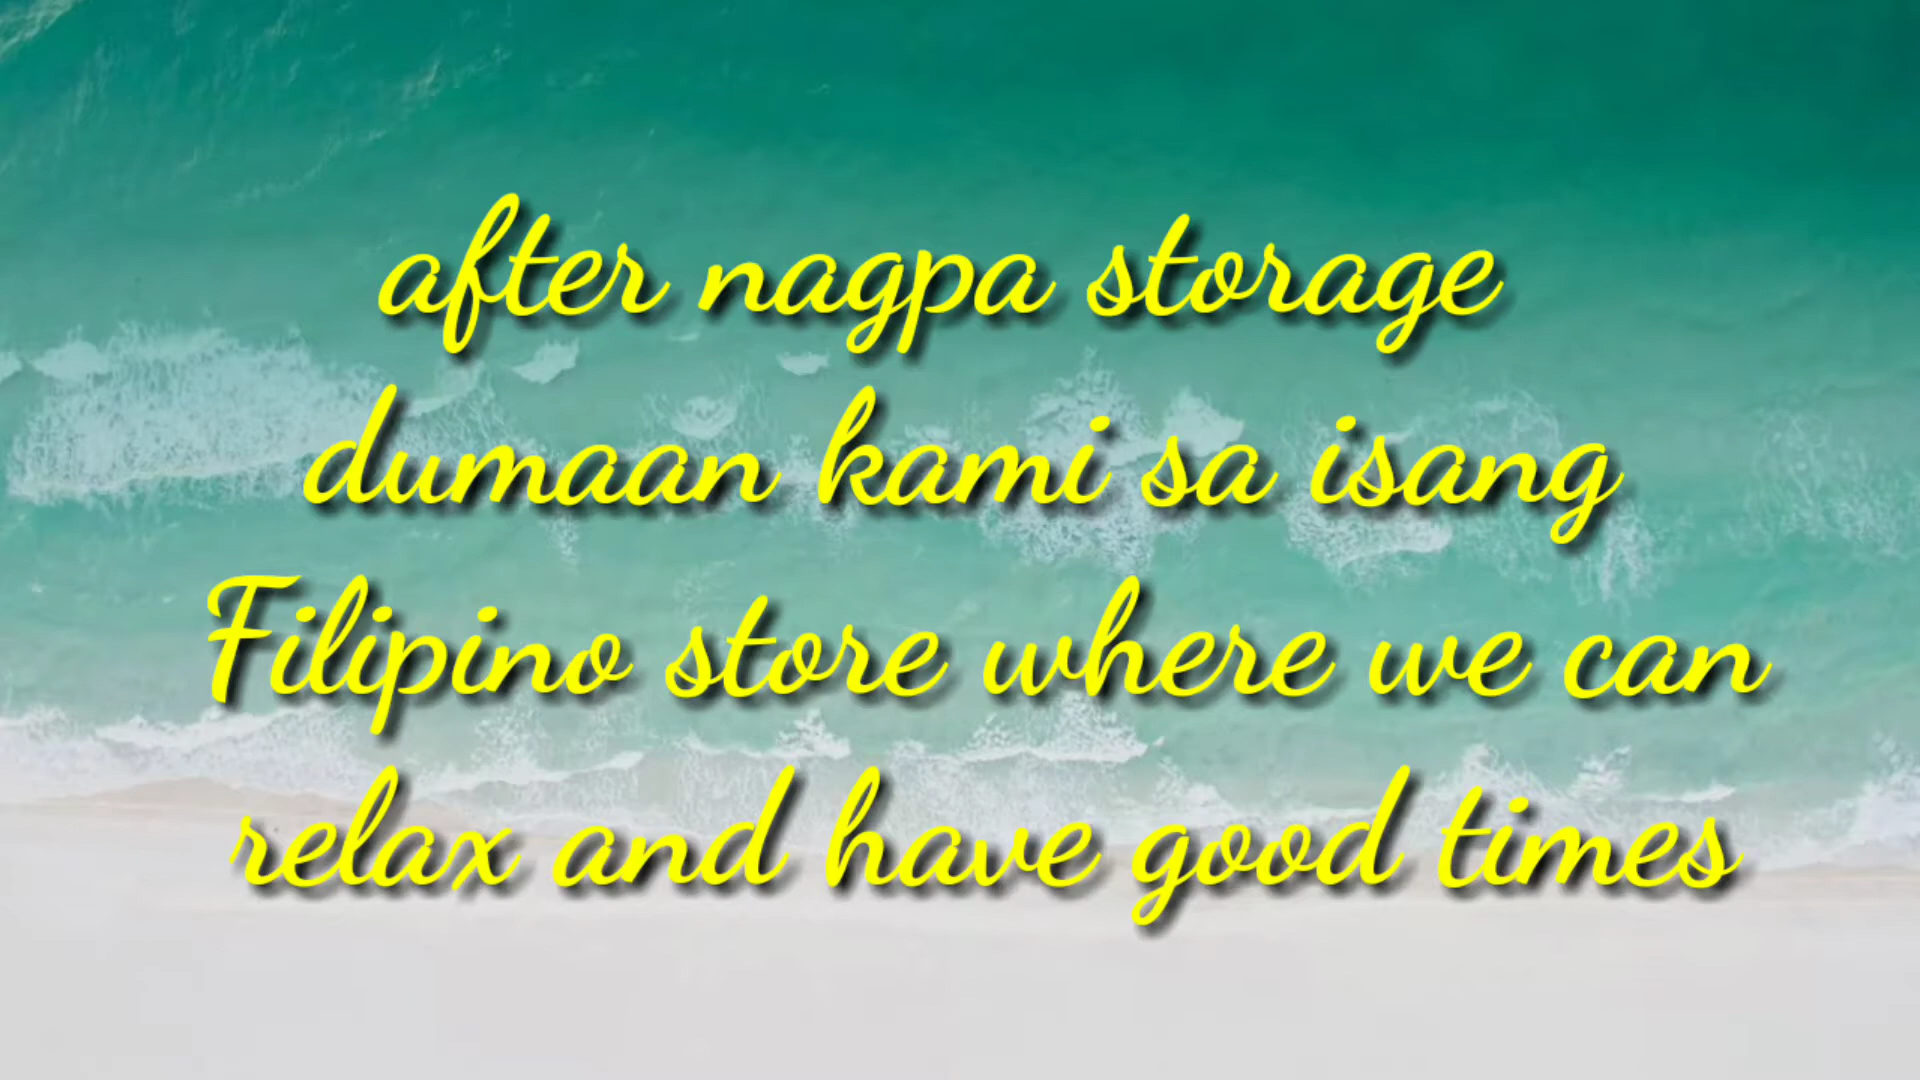 after nagpa storage
dumaan kami sa isang
Filipino store where we can
relax and have good times